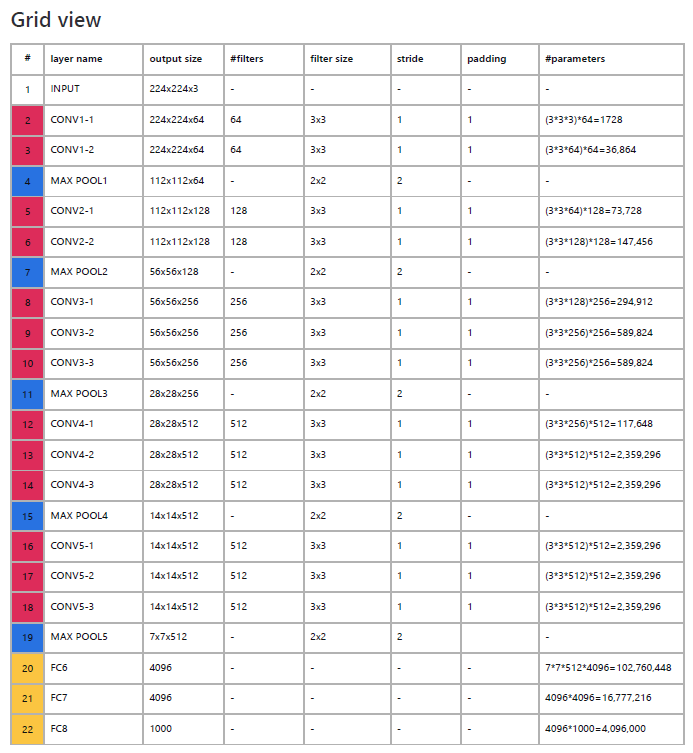 Grid view
# layer name output size #filters filter size stride padding #parameters
1 INPUT 224x224x3 - - - - -
2 CONV1-1 224x224x64 64 3x3 1 1 (3*3*3)*64=1728
3 CONV1-2 224x224x64 64 3x3 1 1 (3*3*64)*64=36,864
4 MAX POOL1 112x112x64 - 2x2 2 - -
5 CONV2-1 112x112x128 128 3x3 1 1 (3*3*64)*128=73,728
6 CONV2-2 112x112x128 128 3x3 1 1 (3*3*128)*128=147,456
7 MAX POOL2 56x56x128 - 2x2 2 - -
8 CONV3-1 56x56x256 256 3x3 1 1 (3*3*128)*256=294,912
9 CONV3-2 56x56x256 256 3x3 1 1 (3*3*256)*256=589,824
10 CONV3-3 56x56x256 256 3x3 1 1 (3*3*256)*256=589,824
11 MAX POOL3 28x28x256 - 2x2 2 - -
12 CONV4-1 28x28x512 512 3x3 1 1 (3*3*256)*512=117,648
13 CONV4-2 28x28x512 512 3x3 1 1 (3*3*512)*512=2,359,296
14 CONV4-3 28x28x512 512 3x3 1 1 (3*3*512)*512=2,359,296
15 MAX POOL4 14x14x512 - 2x2 2 - -
16 CONV5-1 14x14x512 512 3x3 1 1 (3*3*512)*512=2,359,296
17 CONV5-2 14x14x512 512 3x3 1 1 (3*3*512)*512=2,359,296
18 CONV5-3 14x14x512 512 3x3 1 1 (3*3*512)*512=2,359,296
19 MAX POOL5 7x7x512 - 2x2 2 -
20 FC6 4096 - - - - 7*7*512*4096=102,760,448
21 FC7 4096 - - - - 4096*4096=16,777,216
22 FC8 1000 - - - - 4096*1000=4,096,000